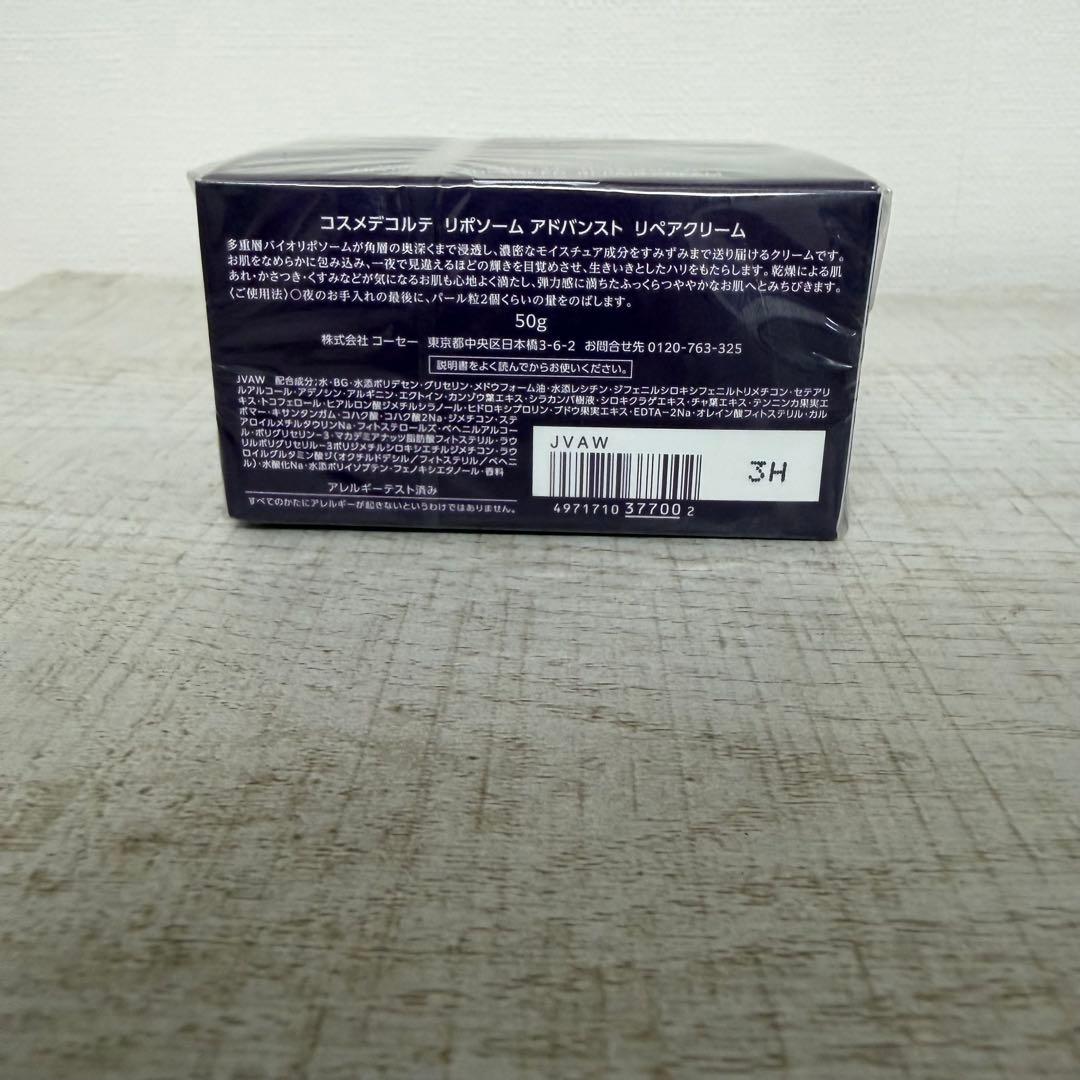 コスメデコルテ リポソーム アドバンスト リペアクリーム
多重層バイオリポソームが角層の奥深くまで浸透し、濃密なモイスチュア成分をすみずみまで送り届けるクリームです。
お肌をなめらかに包み込み、一夜で見違えるほどの輝きを目覚めさせ、生きいきとしたハリをもたらします。乾燥による肌
あれ・かさつき・くすみなどが気になるお肌も心地よく満たし、弾力感に満ちたふっくらつややかなお肌へとみちびきます。
〈ご使用法〉○夜のお手入れの最後に、パール粒2個くらいの量をのばします。
50g
株式会社 コーセー 東京都中央区日本橋3-6-2 お問合せ先 0120-763-325
説明書をよく読んでからお使いください。
JVAW 配合成分;水・BG・水添ポリデセン・グリセリン・メドウフォーム油・水添レシチン・ジフェニルシロキシフェニルトリメチコン・セテアリ
ルアルコール・アデノシン・アルギニン・エクトイン・カンゾウ葉エキス・シラカンバ樹液・シロキクラゲエキス・チャ葉エキス・テンニンカ果実エ
キス・トコフェロール・ヒアルロン酸ジメチルシラノール・ヒドロキシプロリン・ブドウ果実エキス・EDTA-2Na・オレイン酸フィトステリル・カル
ボマー・キサンタンガム・コハク酸・コハク酸2Na・ジメチコン・ステ
アロイルメチルタウリンNa・フィトステロールズ・ベヘニルアルコー
ル・ポリグリセリン-3・マカデミアナッツ脂肪酸フィトステリル・ラウ
リルポリグリセリル-3ポリジメチルシロキシエチルジメチコン・ラウ
ロイルグルタミン酸ジ(オクチルドデシル/フィトステリル/ベヘニ
ル)・水酸化Na・水添ポリイソブテン・フェノキシエタノール・香料
アレルギーテスト済み
すべてのかたにアレルギーが起きないというわけではありません。
JVAW
3H
4971710 37700 2